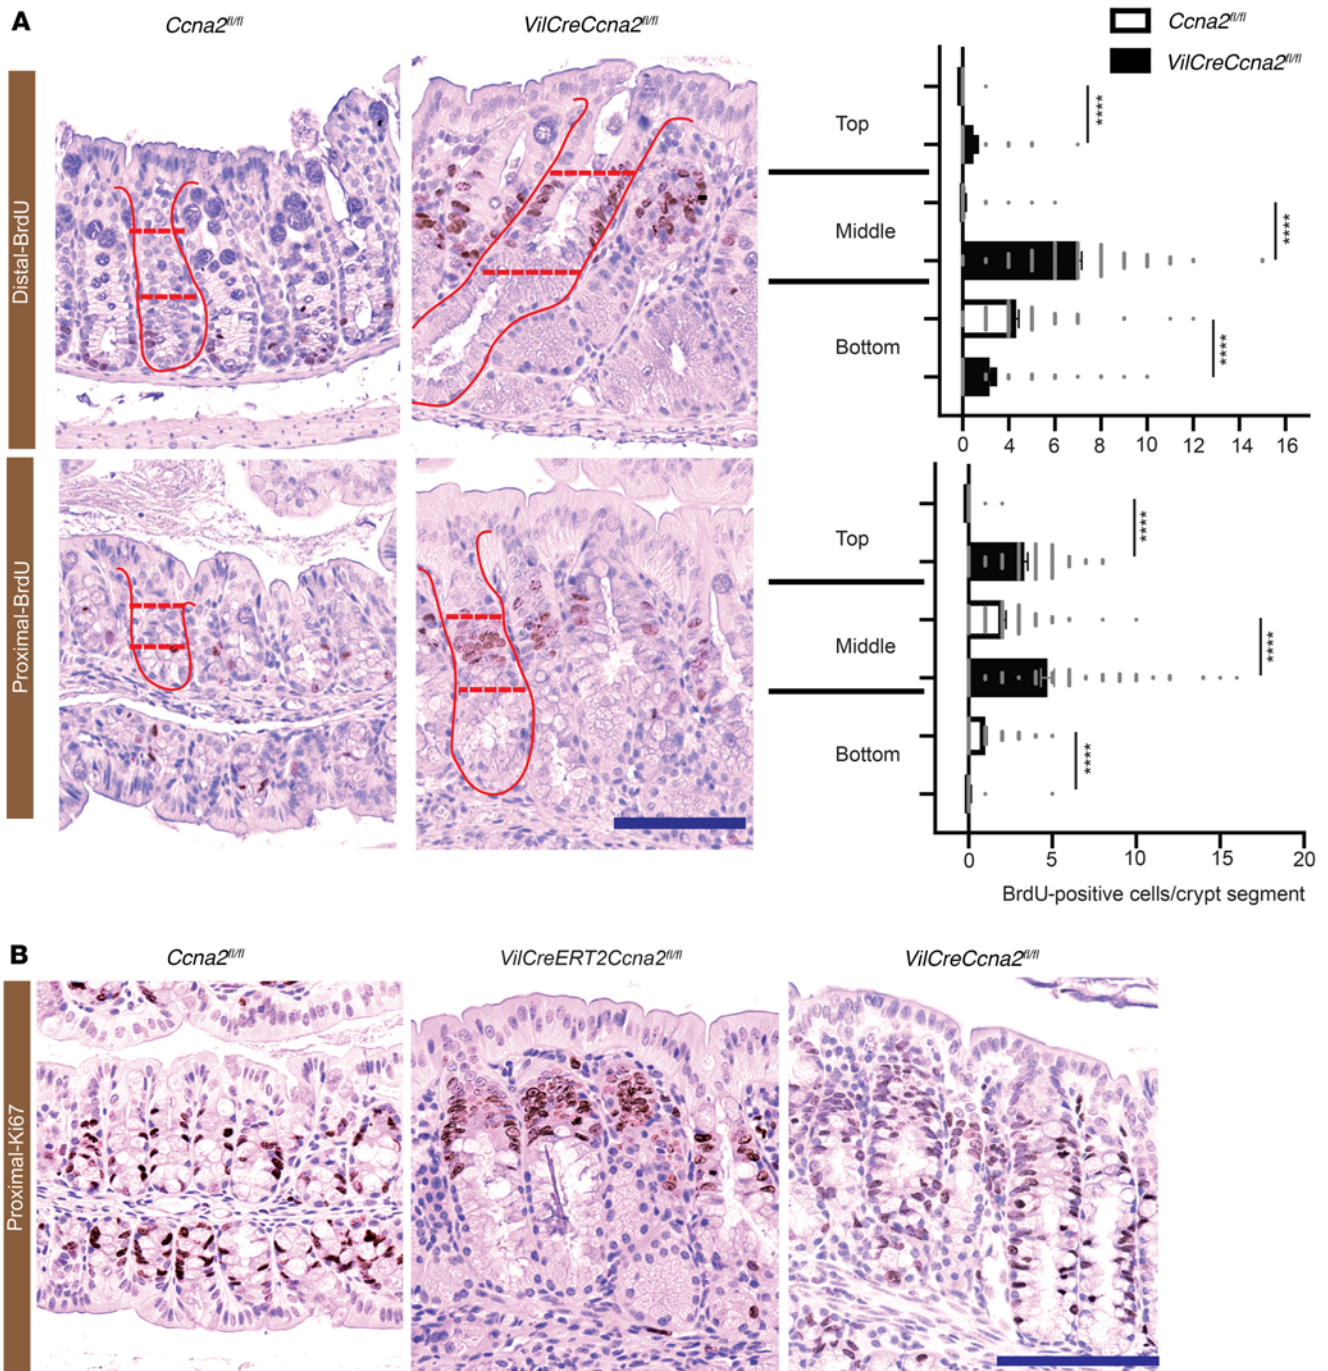 A
Ccna2fl/fl
VilCreCcna2fl/fl
Ccna2fl/fl
VilCreCcna2fl/fl
Distal-BrdU
Top
****
Middle
****
Bottom
****
0 4 6 8 10 12 14 16
Proximal-BrdU
Top
****
Middle
****
Bottom
****
0 5 10 15 20
BrdU-positive cells/crypt segment
B
Ccna2fl/fl
VilCreERT2Ccna2fl/fl
VilCreCcna2fl/fl
Proximal-Ki67